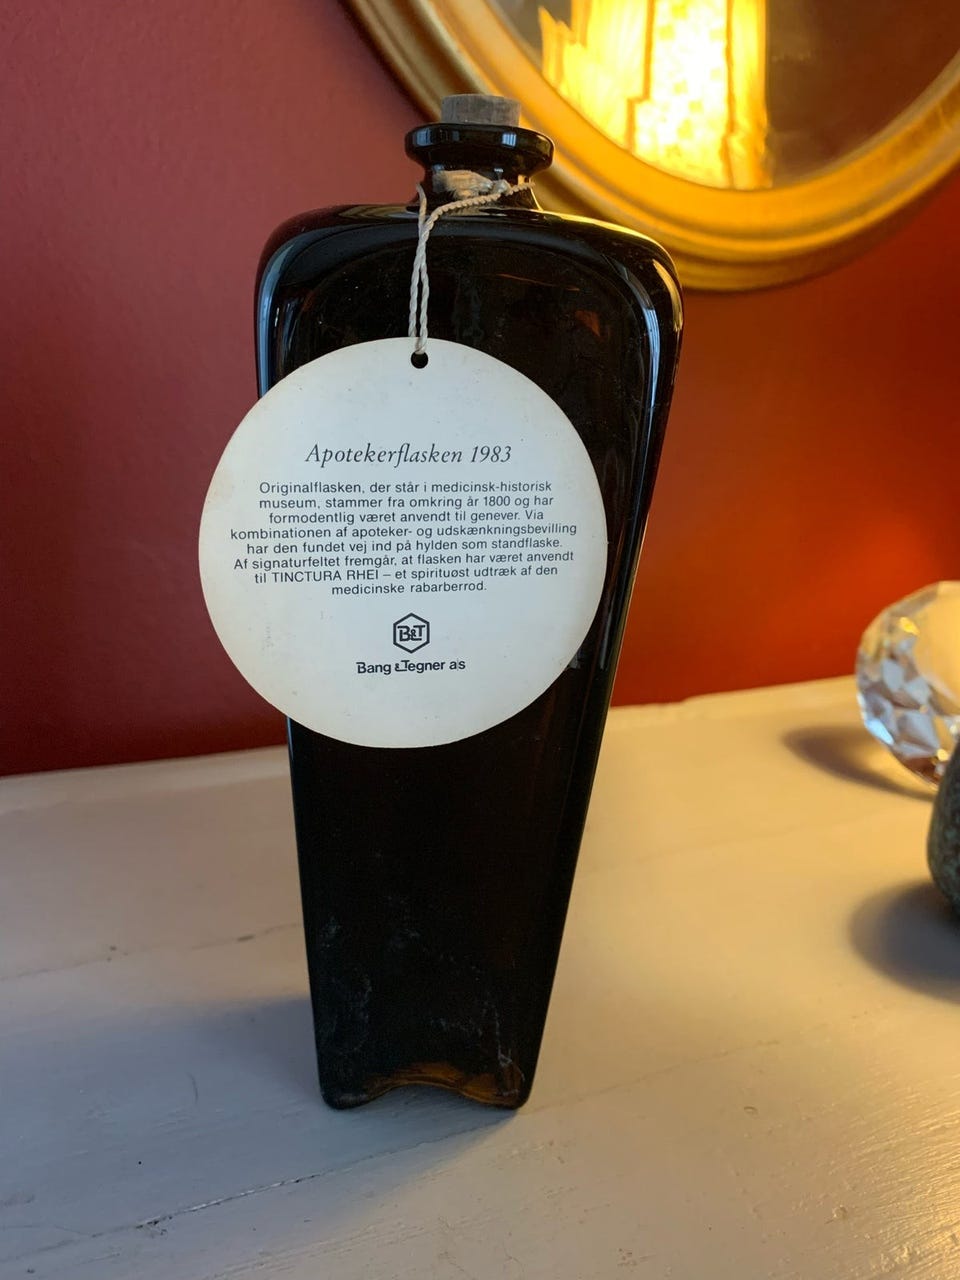 Apotekerflasken 1983
Originalflasken, der står i medicinsk-historisk
museum, stammer fra omkring år 1800 og har
formodentlig været anvendt til genever. Via
kombinationen af apoteker- og udskænkningsbevilling
har den fundet vej ind på hylden som standflaske.
Af signaturfeltet fremgår, at flasken har været anvendt
til TINCTURA RHEI – et spirituøst udtræk af den
medicinske rabarberrod.
B&T
Bang & Tegner a/s